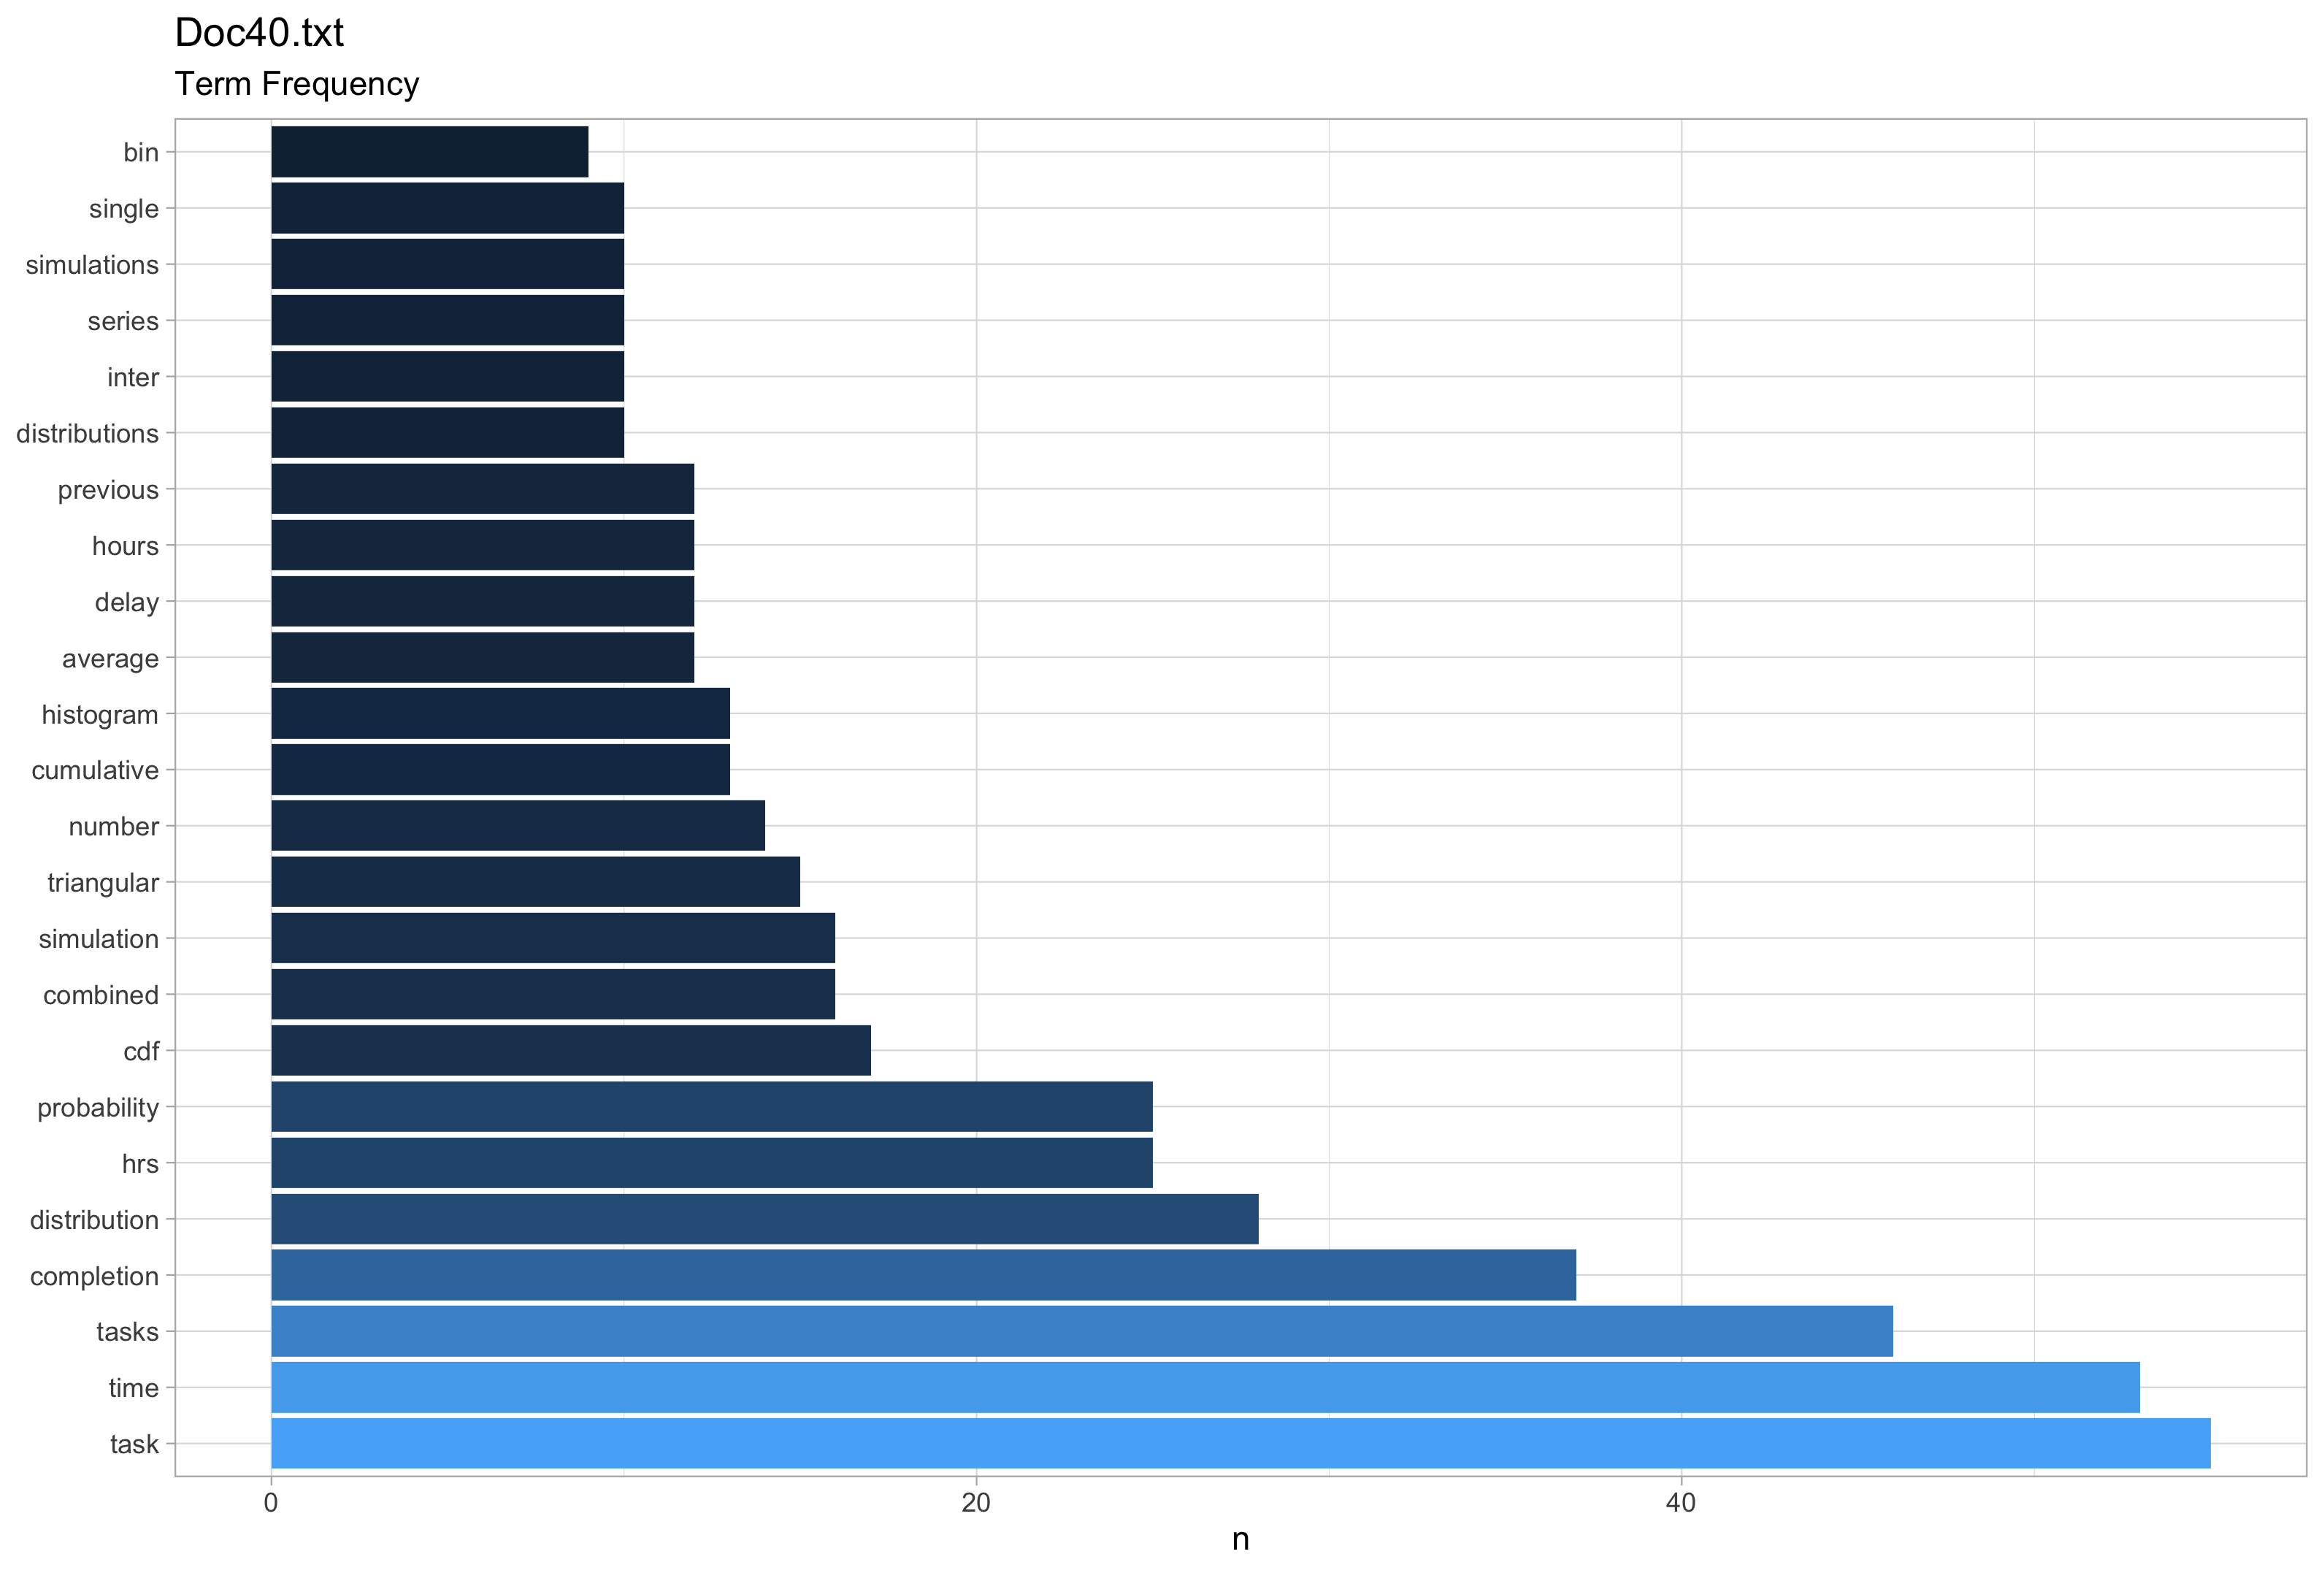 Doc40.txt
Term Frequency
bin
single
simulations
series
inter
distributions
previous
hours
delay
average
histogram
cumulative
number
triangular
simulation
combined
cdf
probability
hrs
distribution
completion
tasks
time
task
0 20 40
n